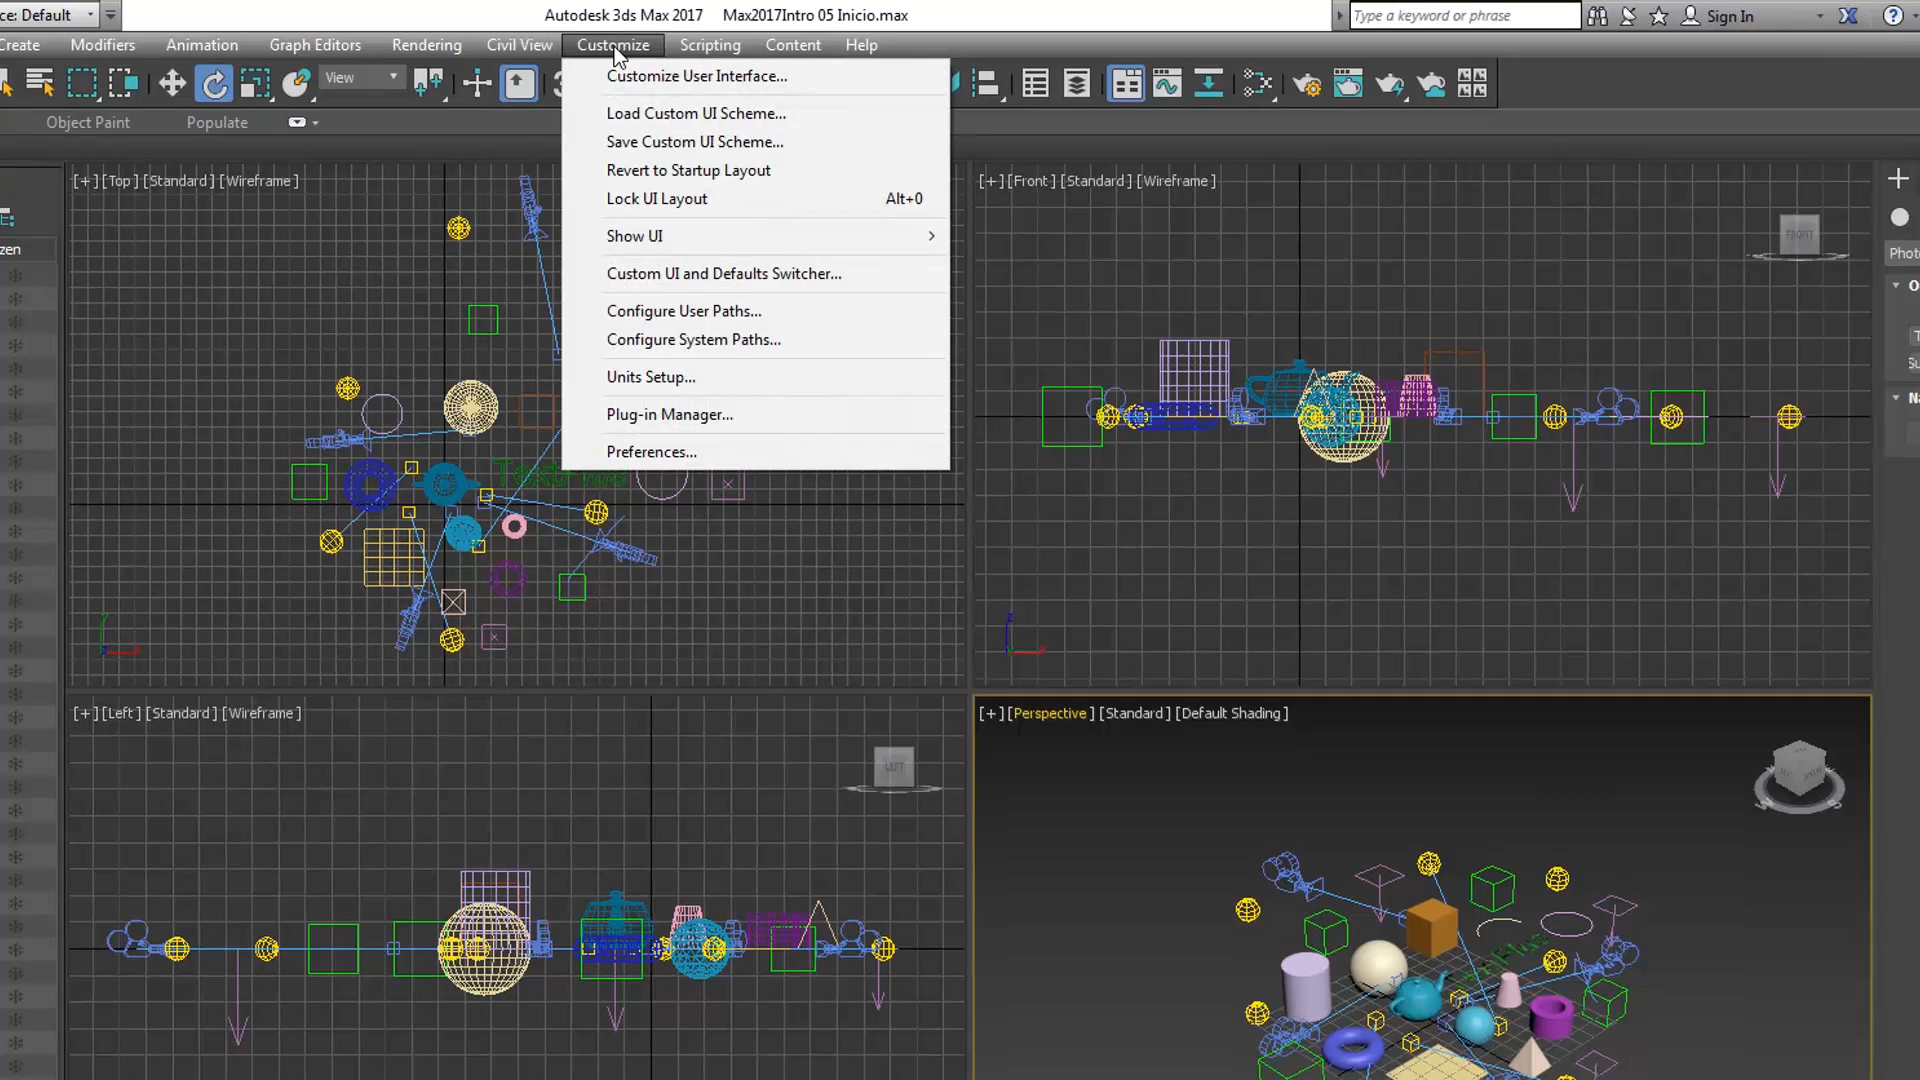 ce: Default
Autodesk 3ds Max 2017 Max2017Intro 05 Inicio.max
Type a keyword or phrase
Sign In
Create Modifiers Animation Graph Editors Rendering Civil View Customize Scripting Content Help
View
Object Paint Populate
Customize User Interface...
Load Custom UI Scheme...
Save Custom UI Scheme...
Revert to Startup Layout
Lock UI Layout Alt+0
Show UI
Custom UI and Defaults Switcher...
Configure User Paths...
Configure System Paths...
Units Setup...
Plug-in Manager...
Preferences...
[+] [Top] [Standard] [Wireframe]
[+] [Front] [Standard] [Wireframe]
FRONT
zen
Photo
TextPlus
[+] [Left] [Standard] [Wireframe]
LEFT
[+] [Perspective] [Standard] [Default Shading]